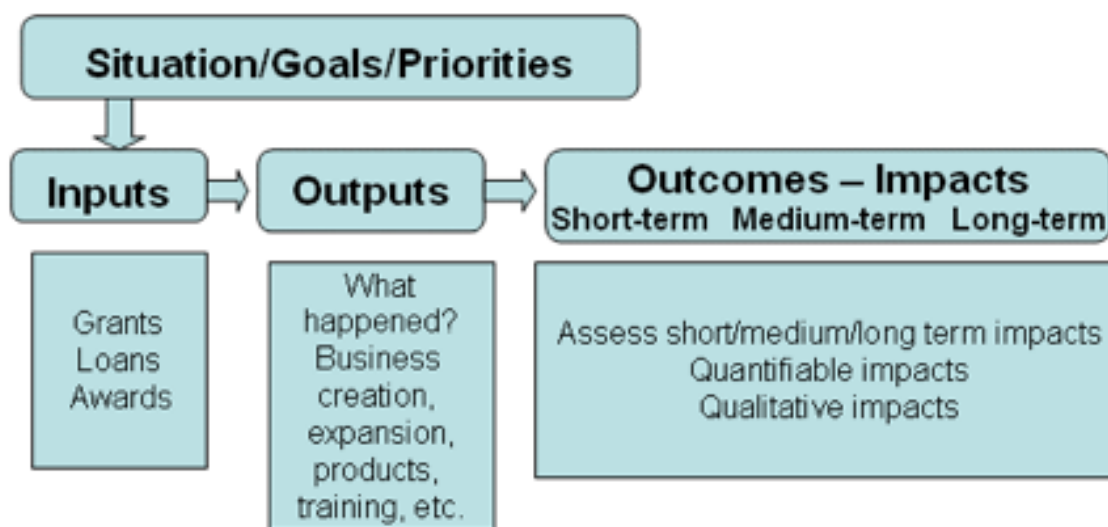 Situation/Goals/Priorities
Inputs
Outputs
Outcomes – Impacts
Short-term Medium-term Long-term
Grants
Loans
Awards
What
happened?
Business
creation,
expansion,
products,
training, etc.
Assess short/medium/long term impacts
Quantifiable impacts
Qualitative impacts